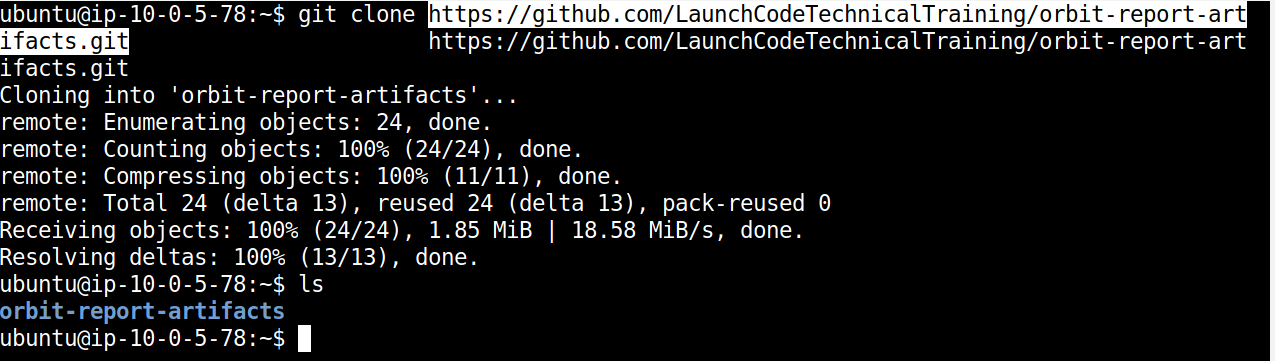 ubuntu@ip-10-0-5-78:~$ git clone https://github.com/LaunchCodeTechnicalTraining/orbit-report-art
ifacts.git                       https://github.com/LaunchCodeTechnicalTraining/orbit-report-art
ifacts.git
Cloning into 'orbit-report-artifacts'...
remote: Enumerating objects: 24, done.
remote: Counting objects: 100% (24/24), done.
remote: Compressing objects: 100% (11/11), done.
remote: Total 24 (delta 13), reused 24 (delta 13), pack-reused 0
Receiving objects: 100% (24/24), 1.85 MiB | 18.58 MiB/s, done.
Resolving deltas: 100% (13/13), done.
ubuntu@ip-10-0-5-78:~$ ls
orbit-report-artifacts
ubuntu@ip-10-0-5-78:~$